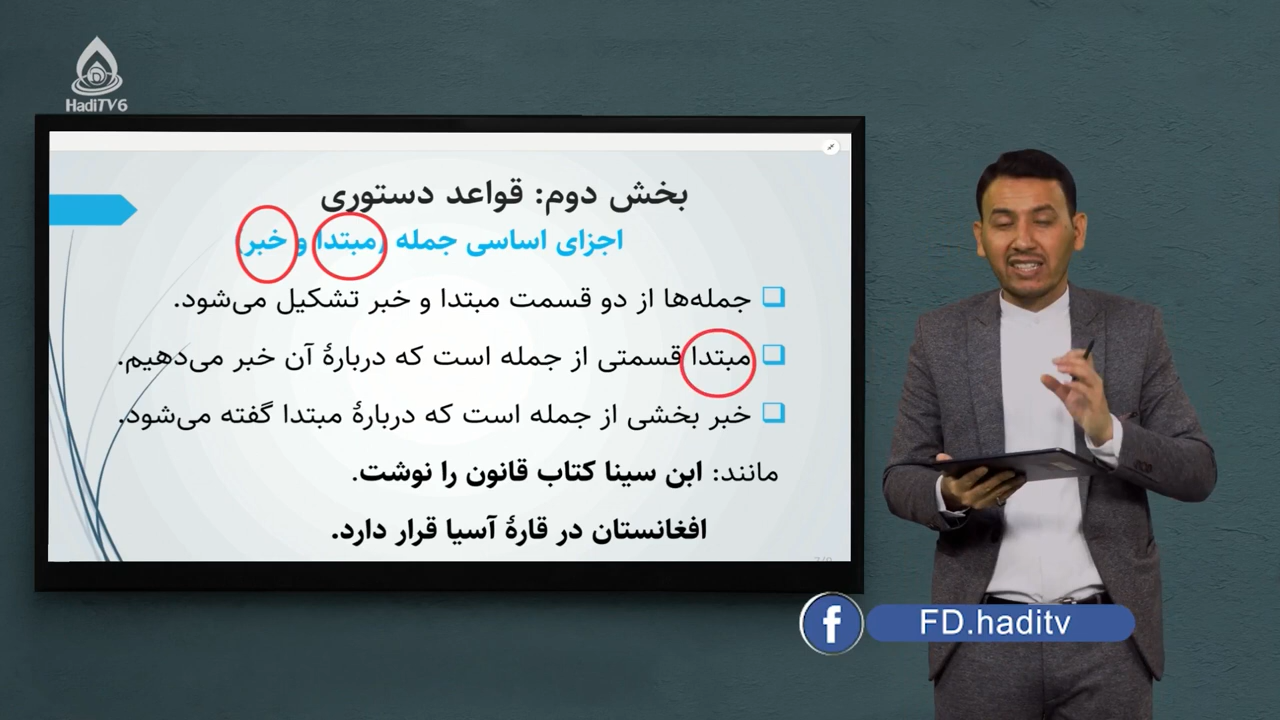 HadiTV6
بخش دوم: قواعد دستوری
اجزای اساسی جمله (مبتدا و خبر)
جمله‌ها از دو قسمت مبتدا و خبر تشکیل می‌شود.
مبتدا قسمتی از جمله است که دربارهٔ آن خبر می‌دهیم.
خبر بخشی از جمله است که دربارهٔ مبتدا گفته می‌شود.
مانند: ابن سینا کتاب قانون را نوشت.
افغانستان در قارهٔ آسیا قرار دارد.
f FD.haditv